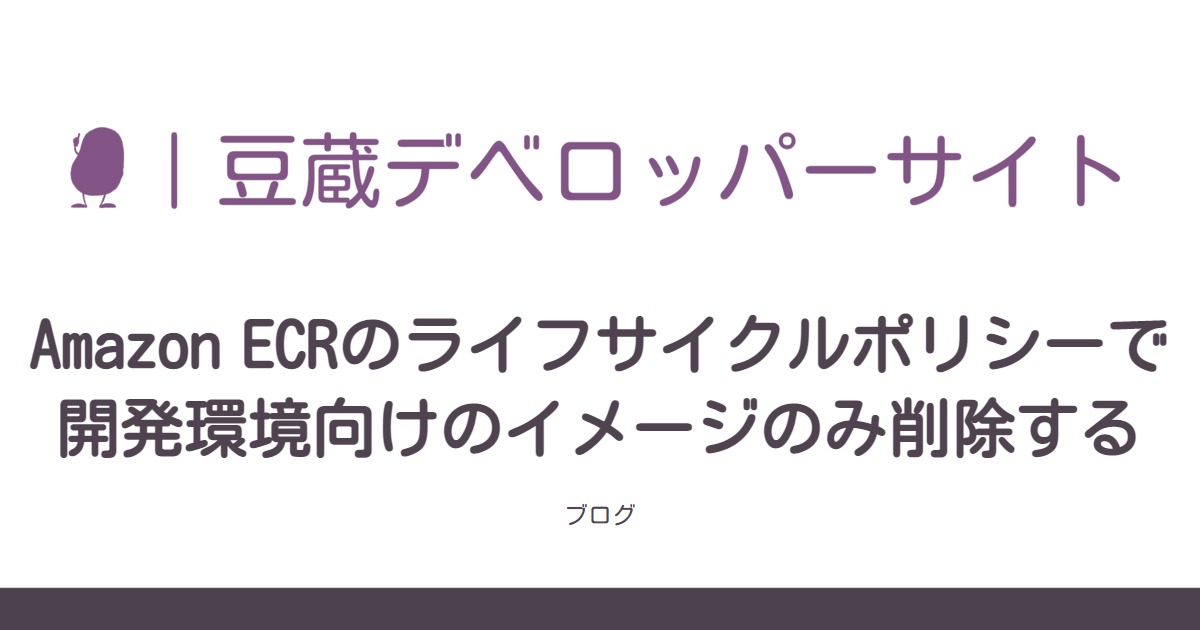 ｜豆蔵デベロッパーサイト
Amazon ECRのライフサイクルポリシーで
開発環境向けのイメージのみ削除する
ブログ